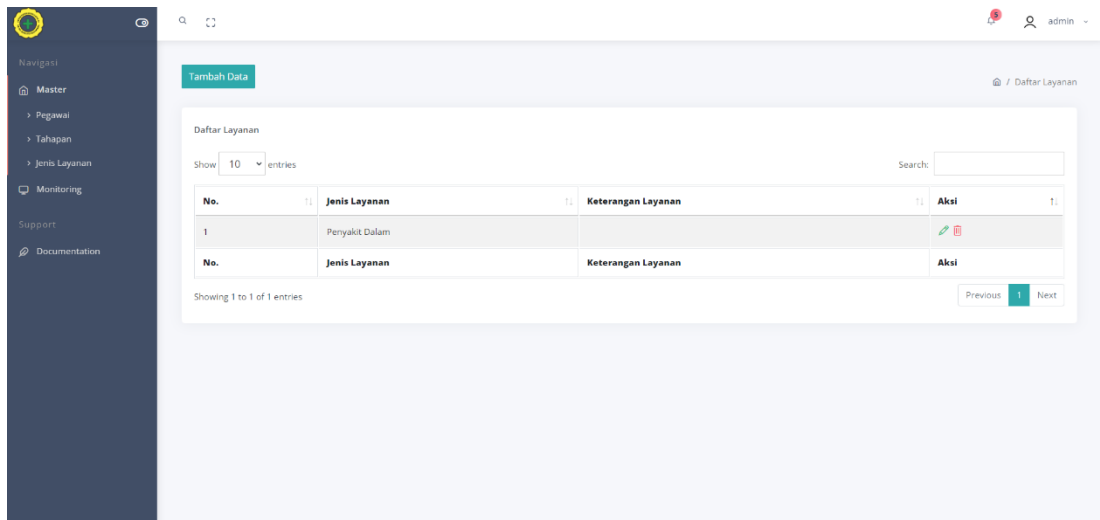 5
admin
Navigasi
Master
Pegawai
Tahapan
Jenis Layanan
Monitoring
Support
Documentation
Tambah Data
/ Daftar Layanan
Daftar Layanan
Show 10 entries
Search:
No. Jenis Layanan Keterangan Layanan Aksi
1 Penyakit Dalam
No. Jenis Layanan Keterangan Layanan Aksi
Showing 1 to 1 of 1 entries
Previous 1 Next